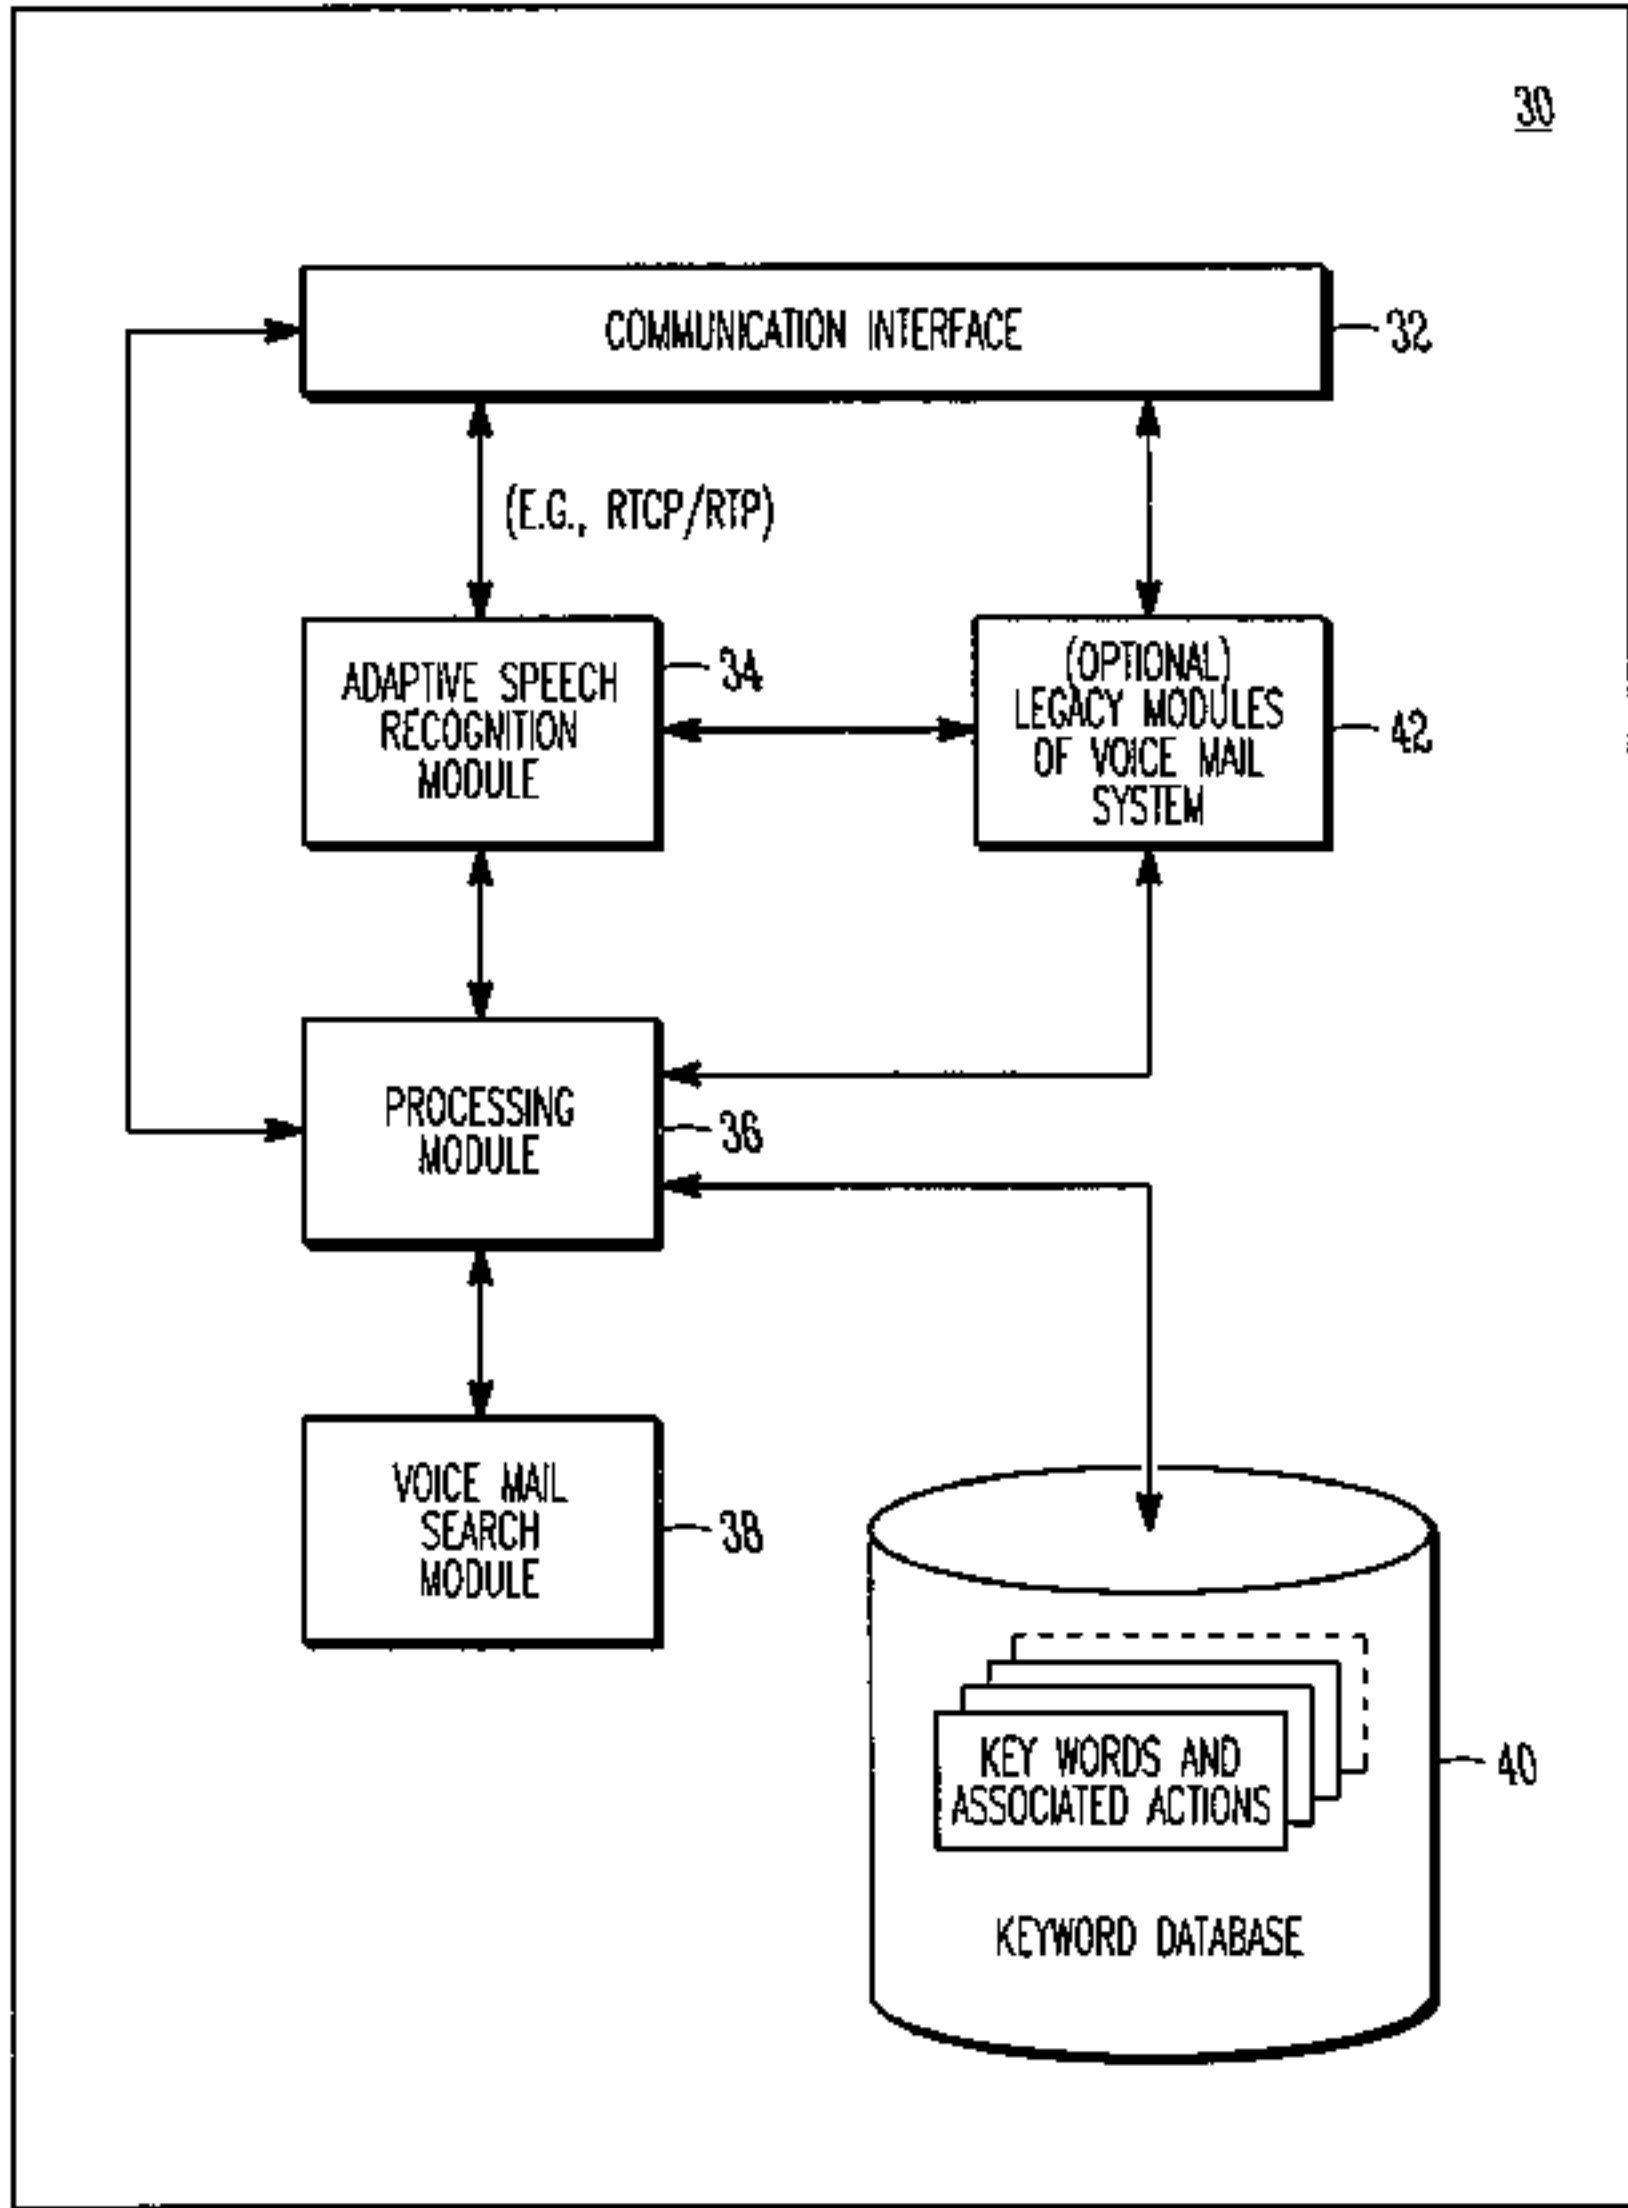 30
COMMUNICATION INTERFACE
32
(E.G., RTCP/RTP)
ADAPTIVE SPEECH
RECOGNITION
MODULE
34
(OPTIONAL)
LEGACY MODULES
OF VOICE MAIL
SYSTEM
42
PROCESSING
MODULE
36
VOICE MAIL
SEARCH
MODULE
38
KEY WORDS AND
ASSOCIATED ACTIONS
40
KEYWORD DATABASE